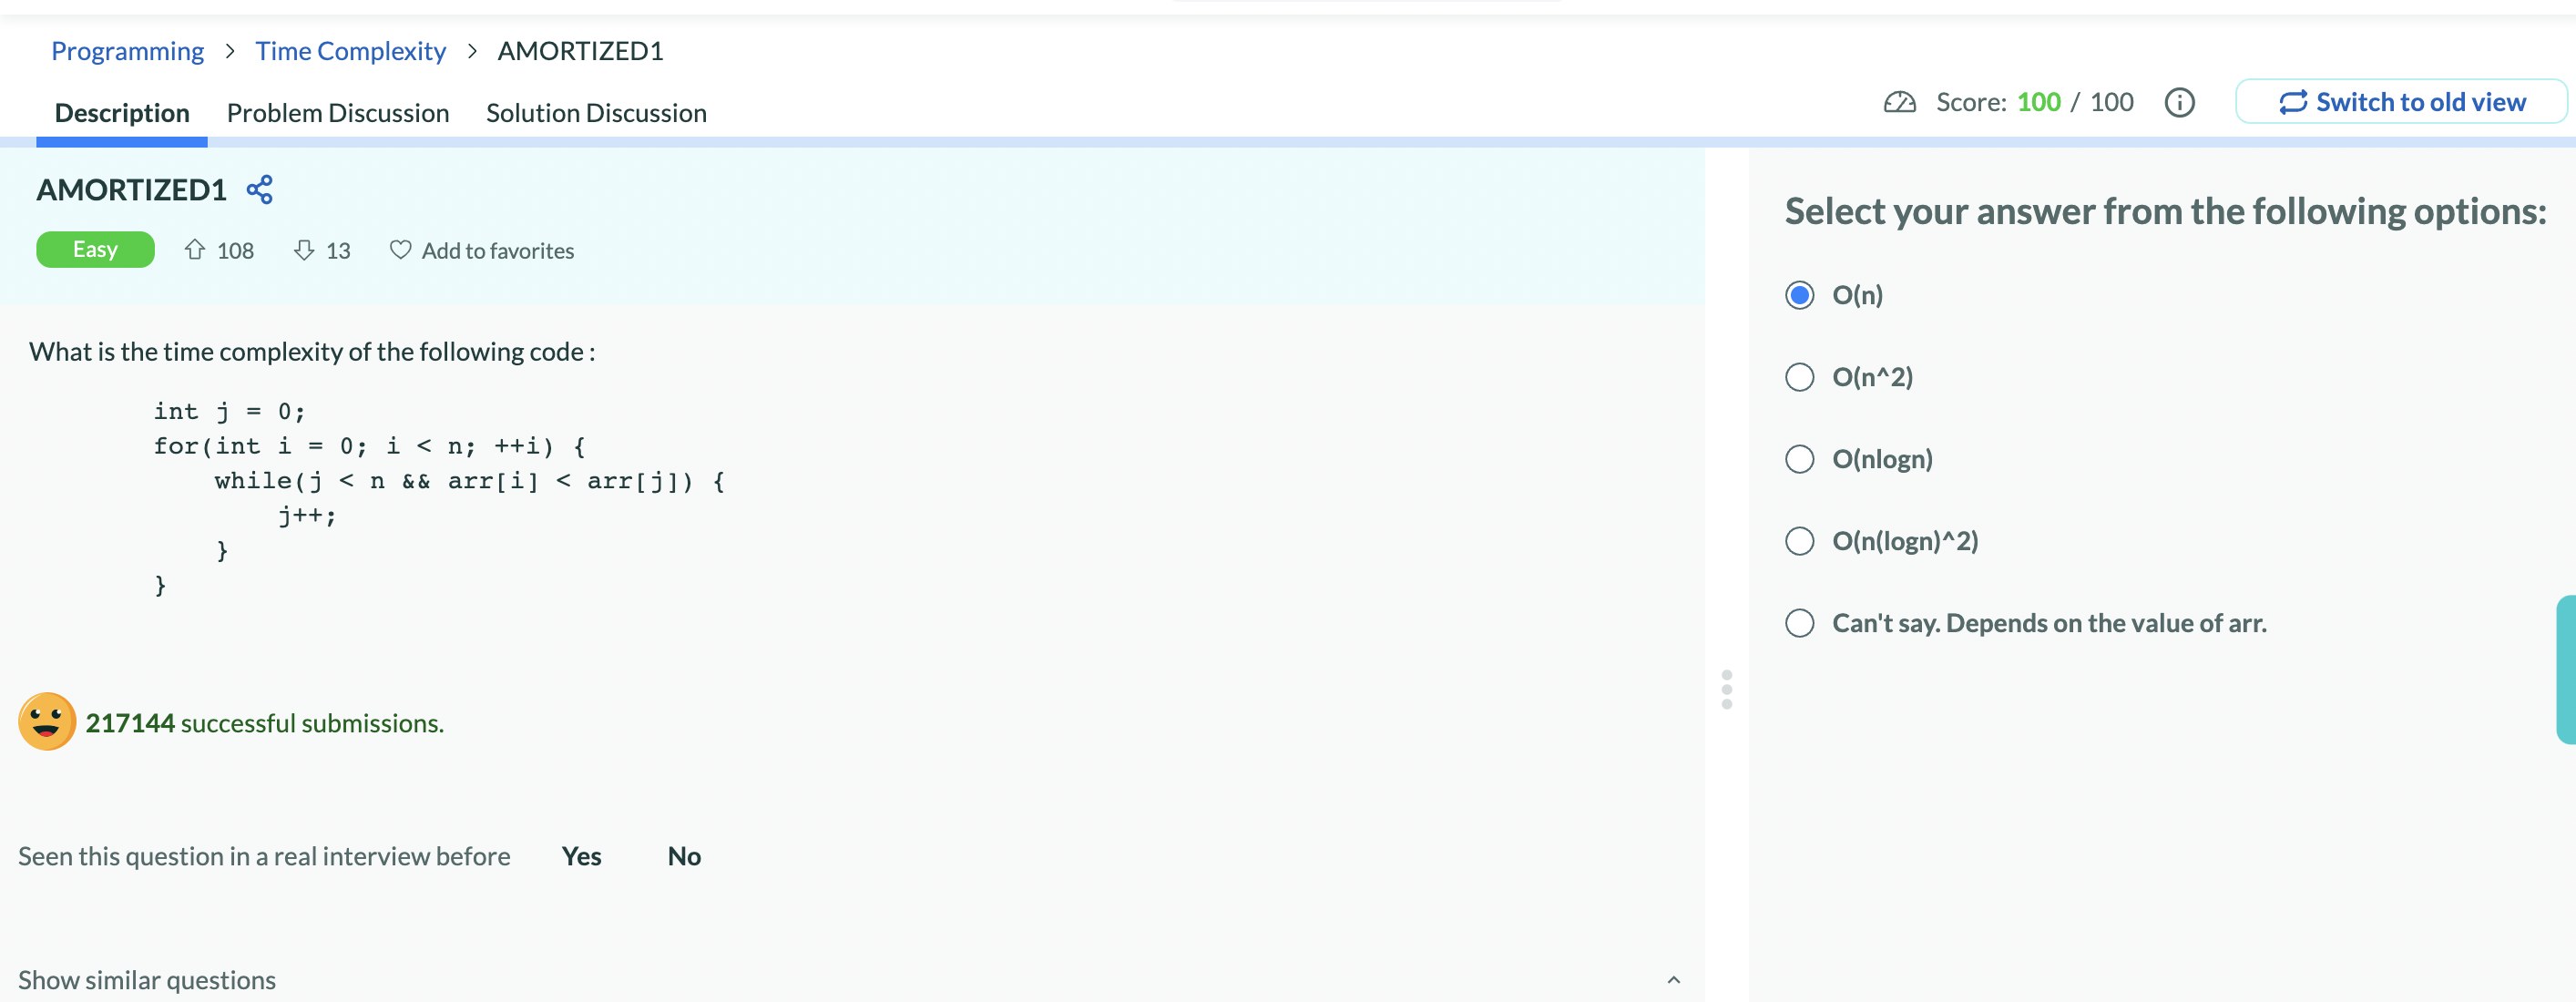 Programming > Time Complexity > AMORTIZED1
Description Problem Discussion Solution Discussion
Score: 100 / 100 Switch to old view
AMORTIZED1
Easy 108 13 Add to favorites
What is the time complexity of the following code :
int j = 0;
for(int i = 0; i < n; ++i) {
    while(j < n && arr[i] < arr[j]) {
        j++;
    }
}
217144 successful submissions.
Seen this question in a real interview before Yes No
Show similar questions
Select your answer from the following options:
O(n)
O(n^2)
O(nlogn)
O(n(logn)^2)
Can't say. Depends on the value of arr.